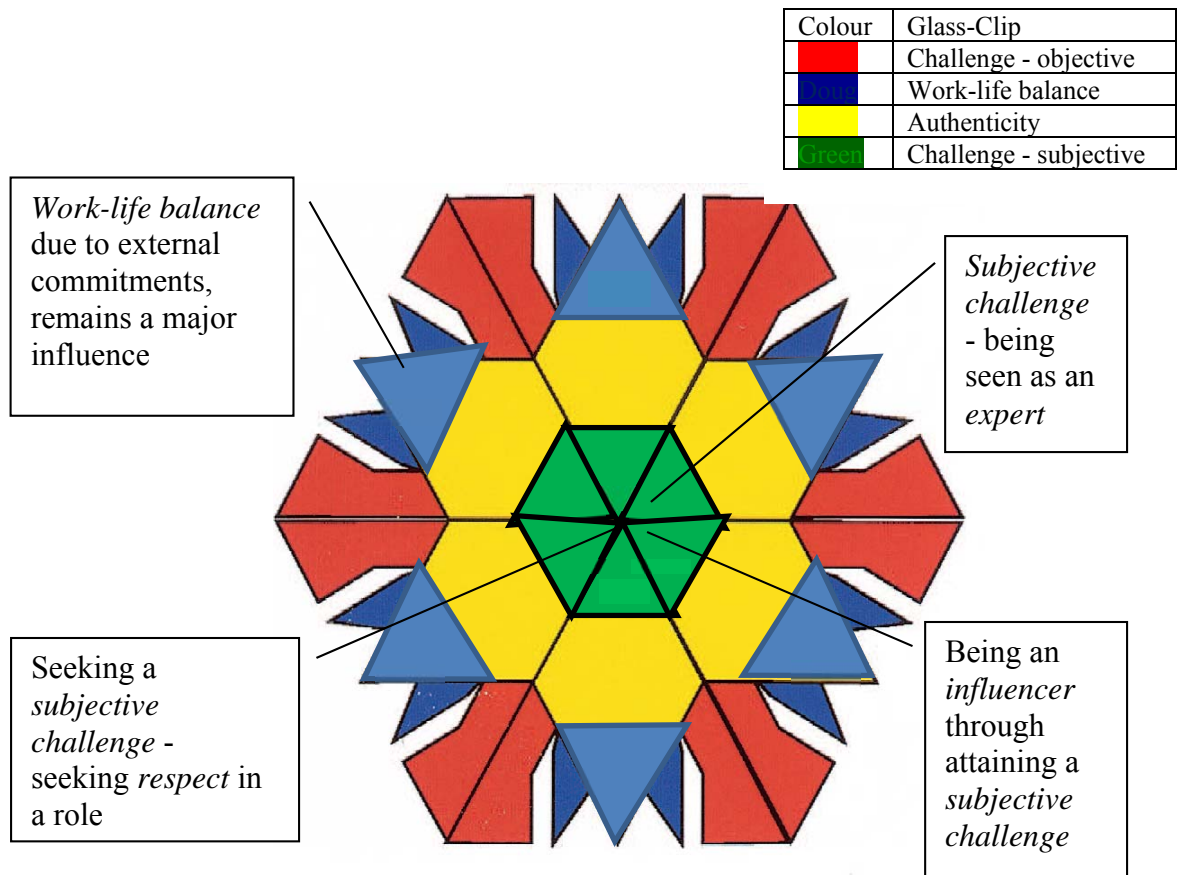 Colour Glass-Clip
Challenge - objective
Doug Work-life balance
Authenticity
Green Challenge - subjective
Work-life balance
due to external
commitments,
remains a major
influence
Subjective
challenge
- being
seen as an
expert
Seeking a
subjective
challenge -
seeking respect in
a role
Being an
influencer
through
attaining a
subjective
challenge